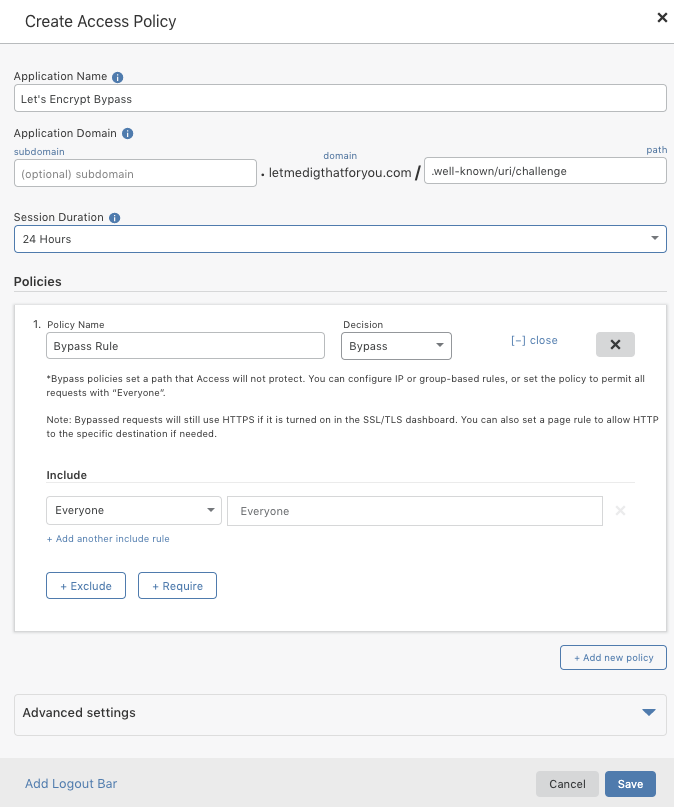 Create Access Policy
Application Name
Let's Encrypt Bypass
Application Domain
subdomain
domain
path
(optional) subdomain
. letmedigthatforyou.com /
.well-known/uri/challenge
Session Duration
24 Hours
Policies
1.
Policy Name
Decision
Bypass Rule
Bypass
[−] close
*Bypass policies set a path that Access will not protect. You can configure IP or group-based rules, or set the policy to permit all
requests with “Everyone”.
Note: Bypassed requests will still use HTTPS if it is turned on in the SSL/TLS dashboard. You can also set a page rule to allow HTTP
to the specific destination if needed.
Include
Everyone
Everyone
+ Add another include rule
+ Exclude
+ Require
+ Add new policy
Advanced settings
Add Logout Bar
Cancel
Save